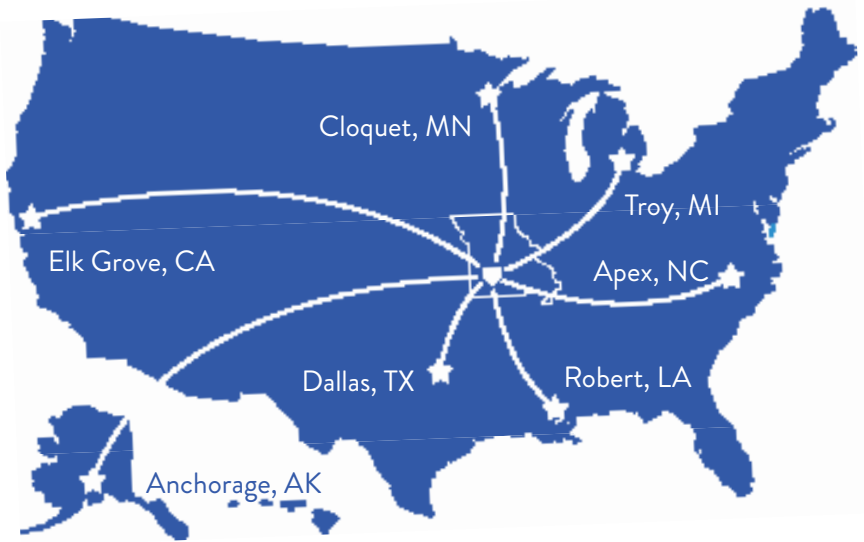 Cloquet, MN
Troy, MI
Elk Grove, CA
Apex, NC
Dallas, TX
Robert, LA
Anchorage, AK